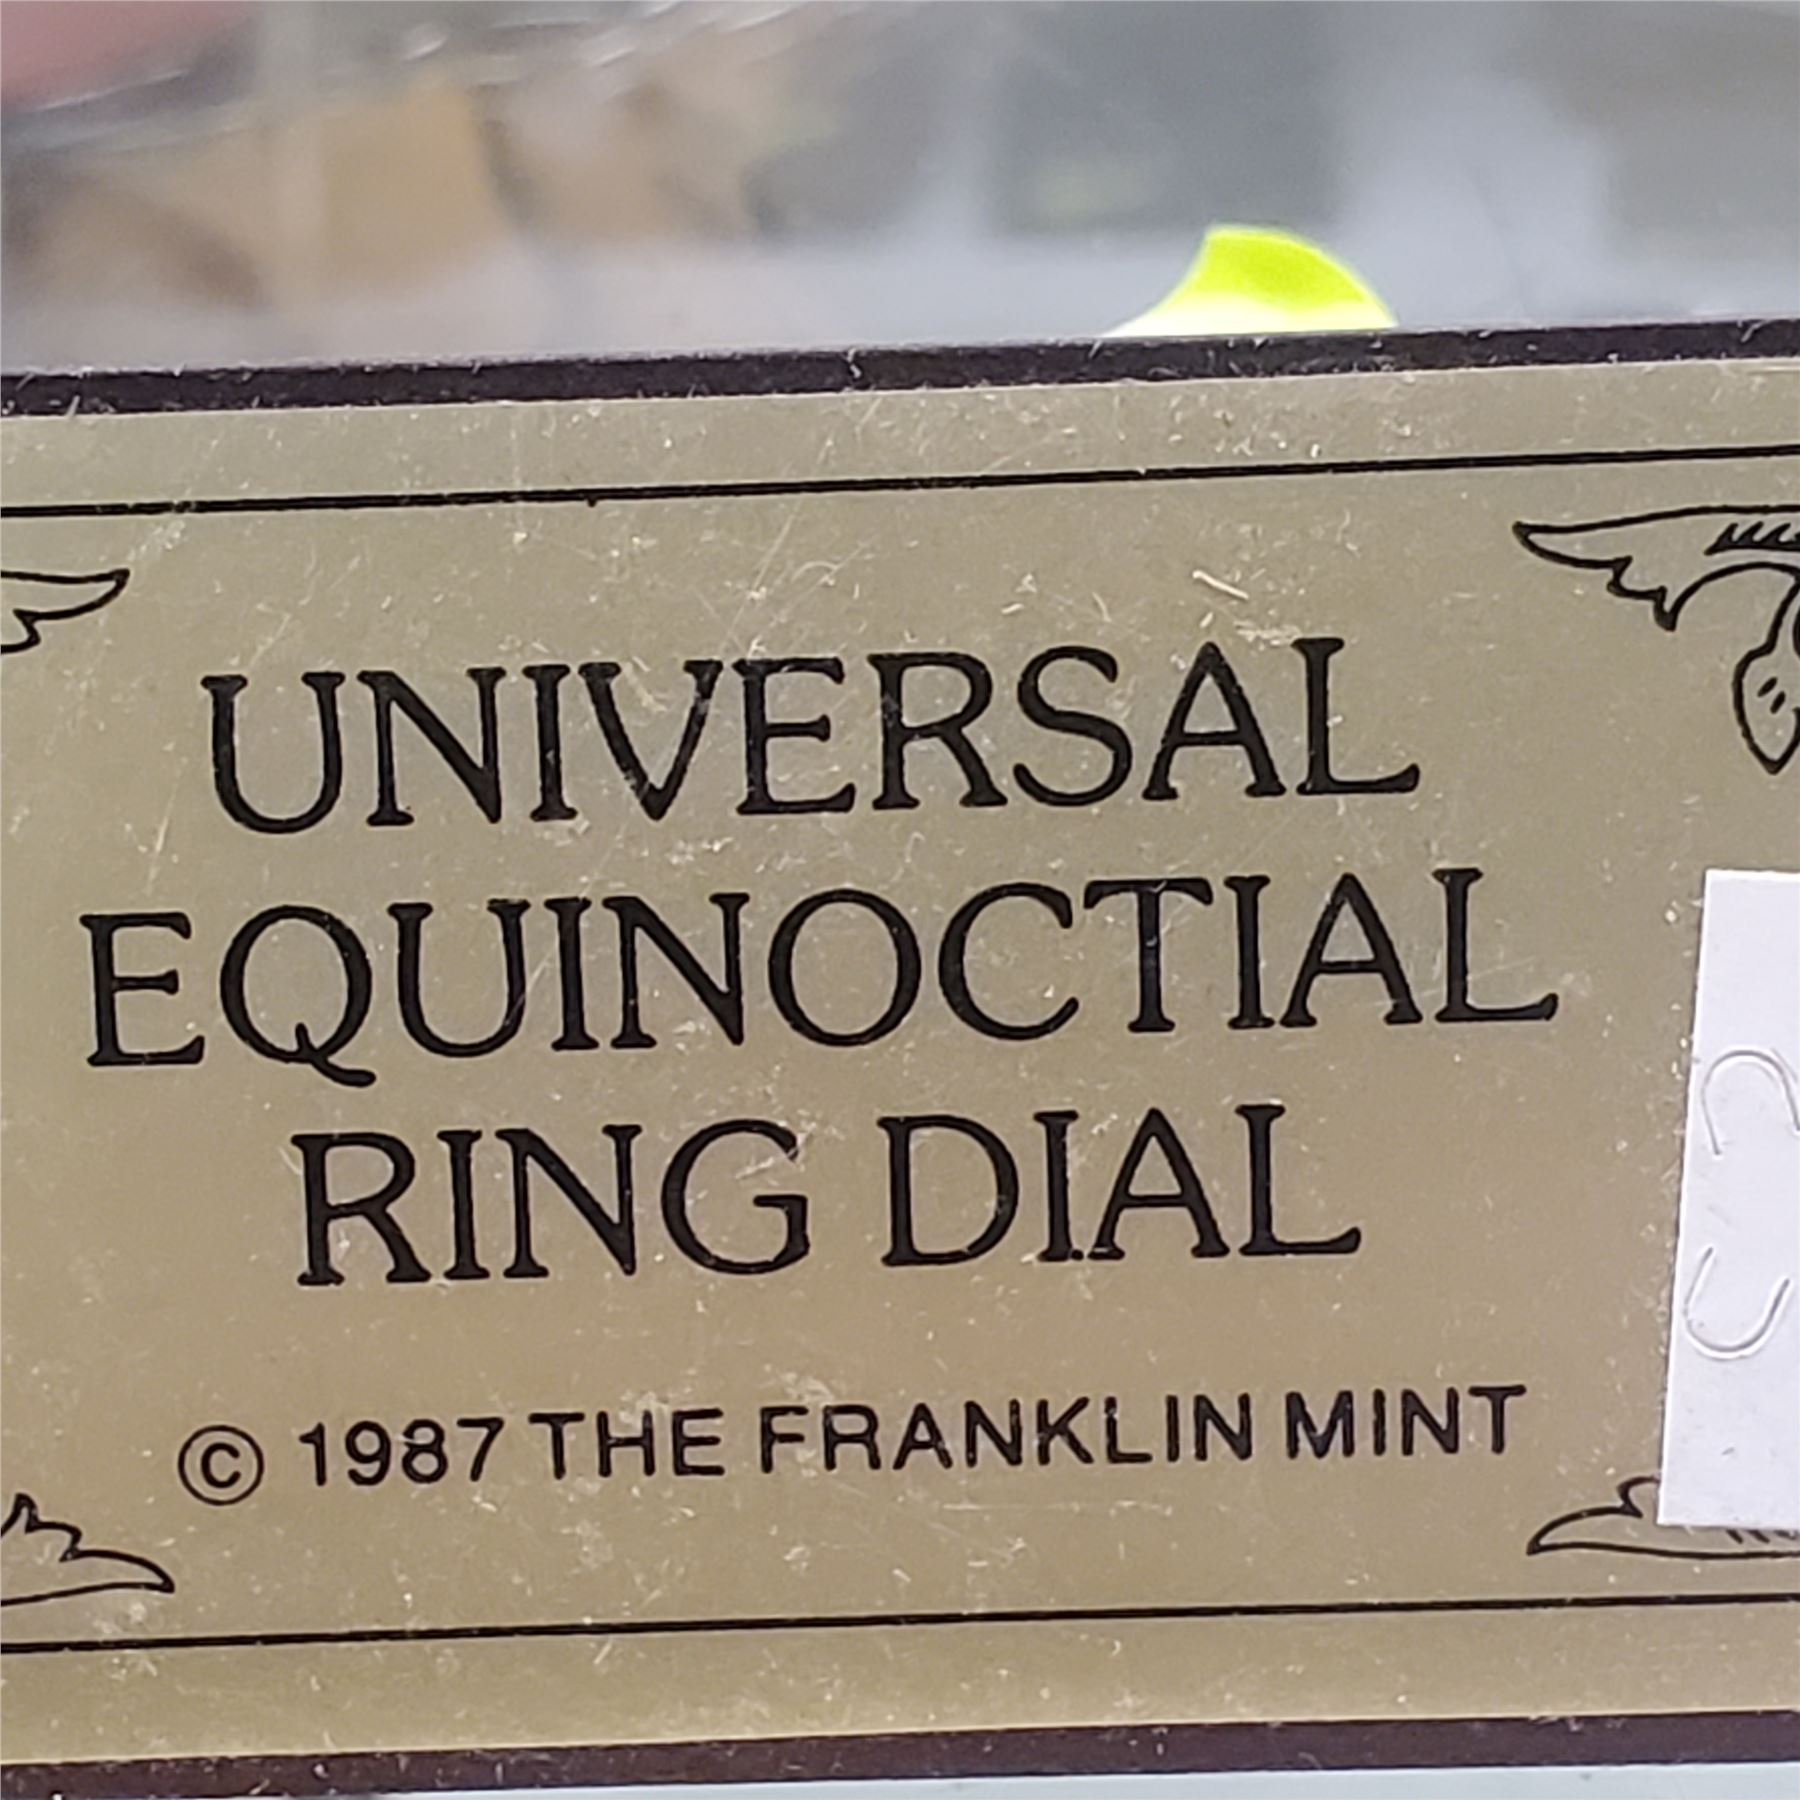 UNIVERSAL
EQUINOCTIAL
RING DIAL
© 1987 THE FRANKLIN MINT